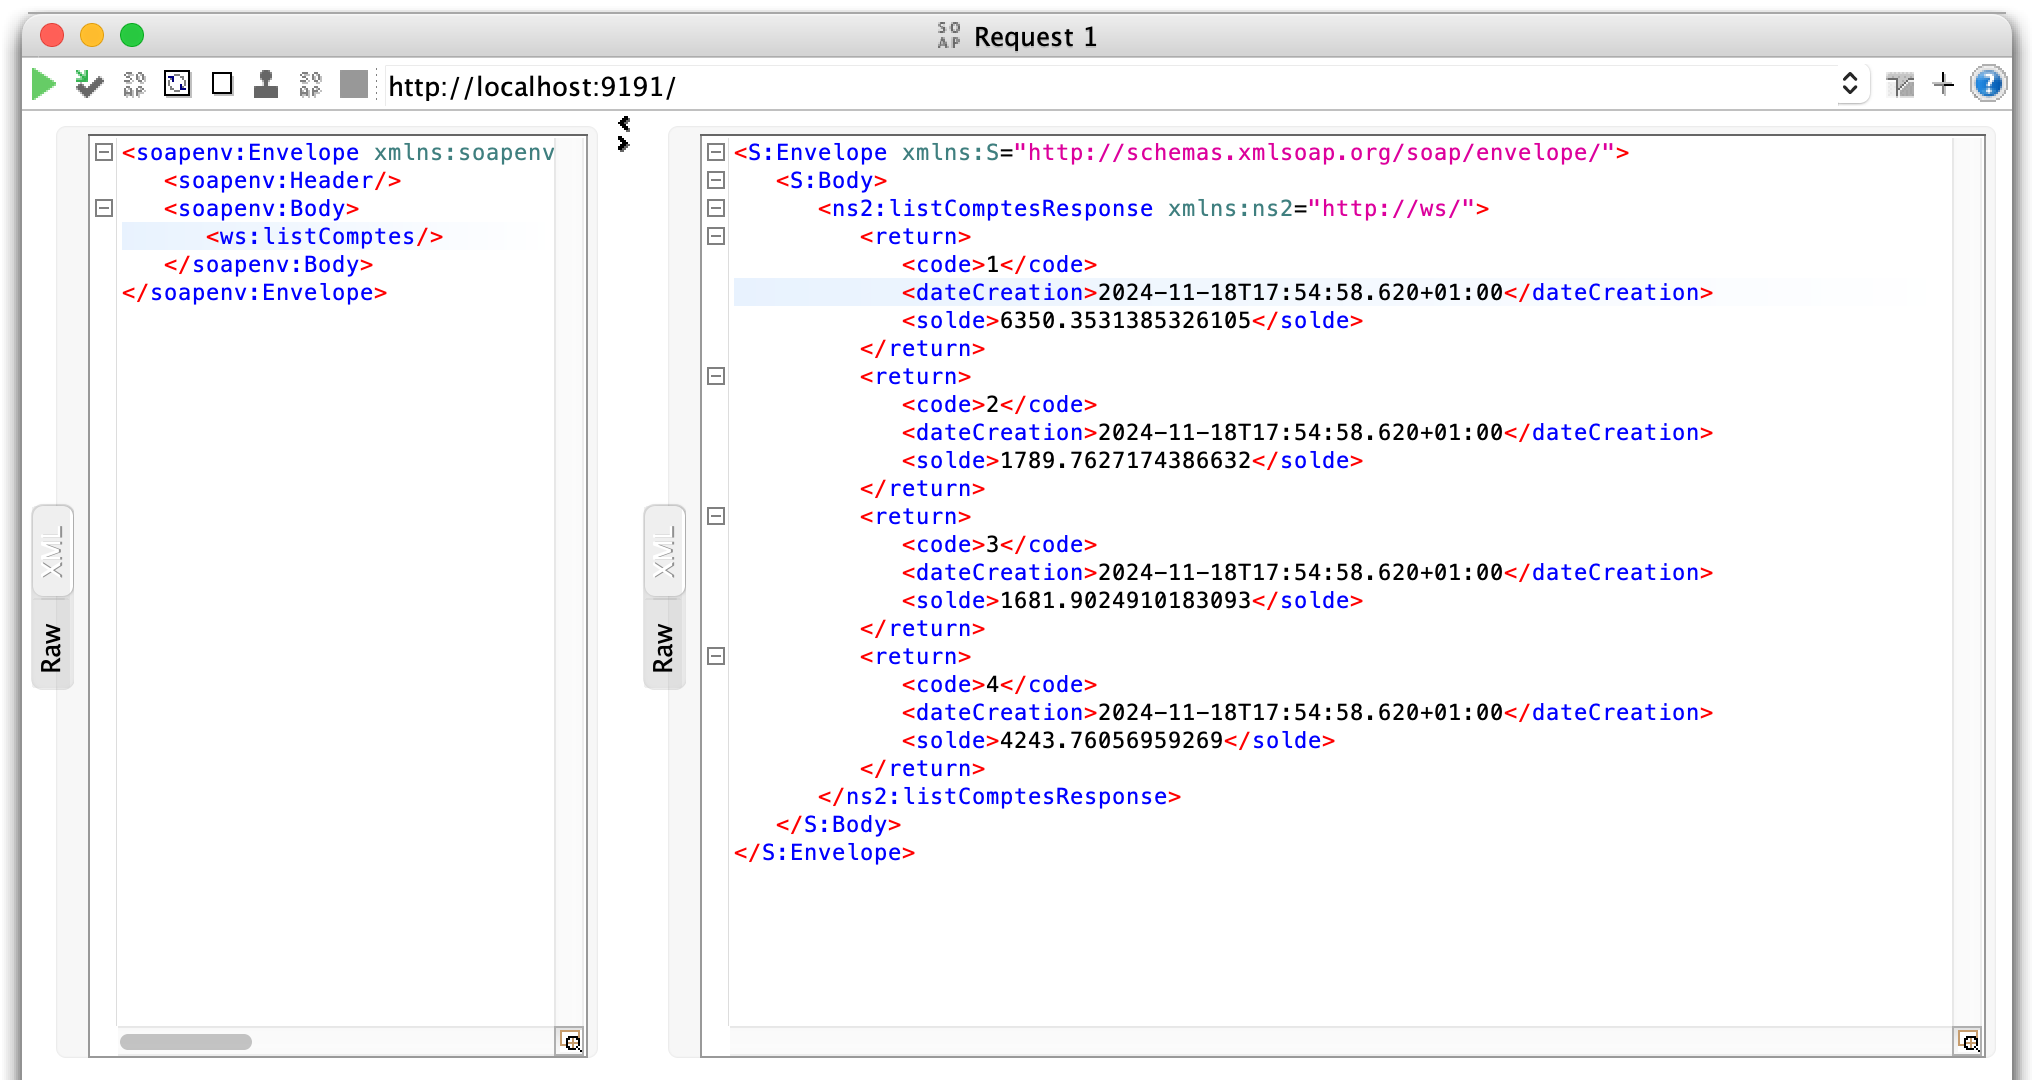 SO
AP Request 1
SO
AP
SO
AP
http://localhost:9191/
<soapenv:Envelope xmlns:soapenv
   <soapenv:Header/>
   <soapenv:Body>
      <ws:listComptes/>
   </soapenv:Body>
</soapenv:Envelope>
XML
Raw
<S:Envelope xmlns:S="http://schemas.xmlsoap.org/soap/envelope/">
   <S:Body>
      <ns2:listComptesResponse xmlns:ns2="http://ws/">
         <return>
            <code>1</code>
            <dateCreation>2024-11-18T17:54:58.620+01:00</dateCreation>
            <solde>6350.3531385326105</solde>
         </return>
         <return>
            <code>2</code>
            <dateCreation>2024-11-18T17:54:58.620+01:00</dateCreation>
            <solde>1789.7627174386632</solde>
         </return>
         <return>
            <code>3</code>
            <dateCreation>2024-11-18T17:54:58.620+01:00</dateCreation>
            <solde>1681.9024910183093</solde>
         </return>
         <return>
            <code>4</code>
            <dateCreation>2024-11-18T17:54:58.620+01:00</dateCreation>
            <solde>4243.76056959269</solde>
         </return>
      </ns2:listComptesResponse>
   </S:Body>
</S:Envelope>
XML
Raw